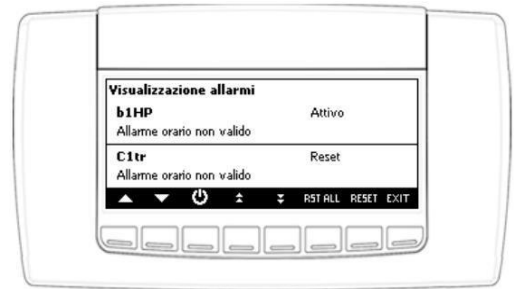 Visualizzazione allarmi
b1HP Attivo
Allarme orario non valido
C1tr Reset
Allarme orario non valido
RST ALL RESET EXIT